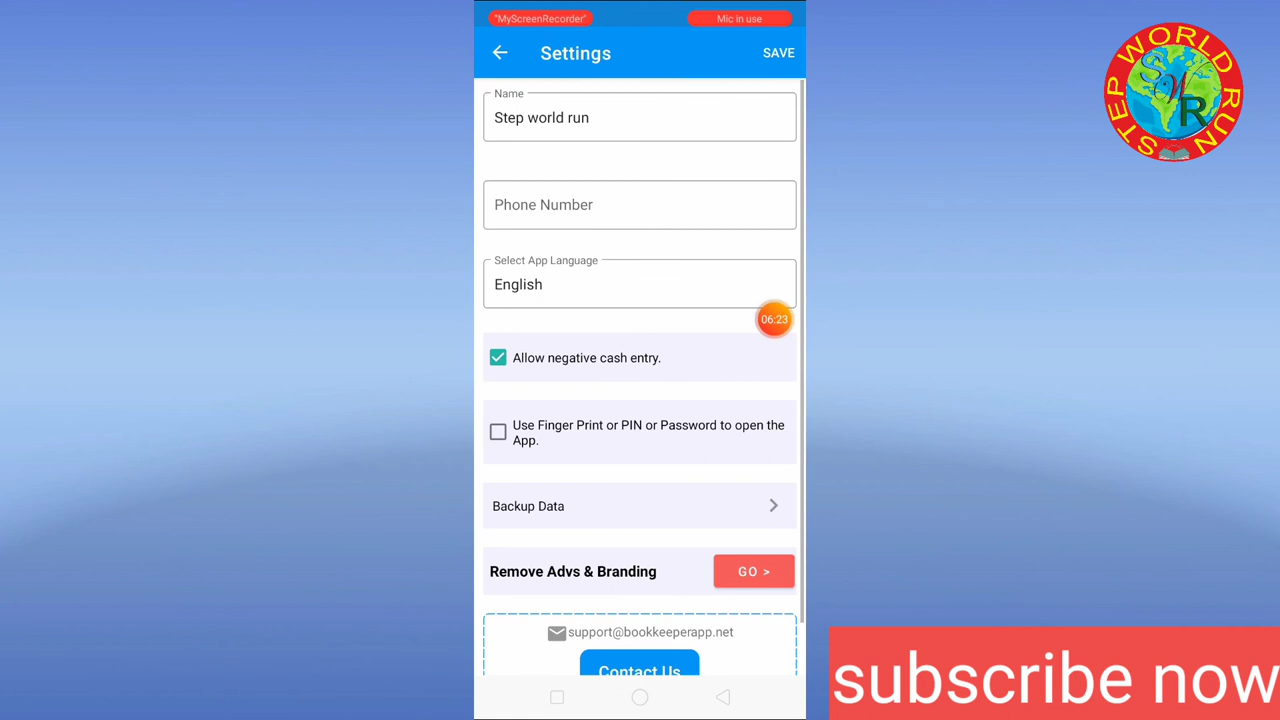 "MyScreenRecorder"
Mic in use
Settings
SAVE
Name
Step world run
Phone Number
Select App Language
English
06:23
Allow negative cash entry.
Use Finger Print or PIN or Password to open the
App.
Backup Data
Remove Advs & Branding
GO >
support@bookkeeperapp.net
Contact Us
STEP WORLD RUN
SWR
subscribe now